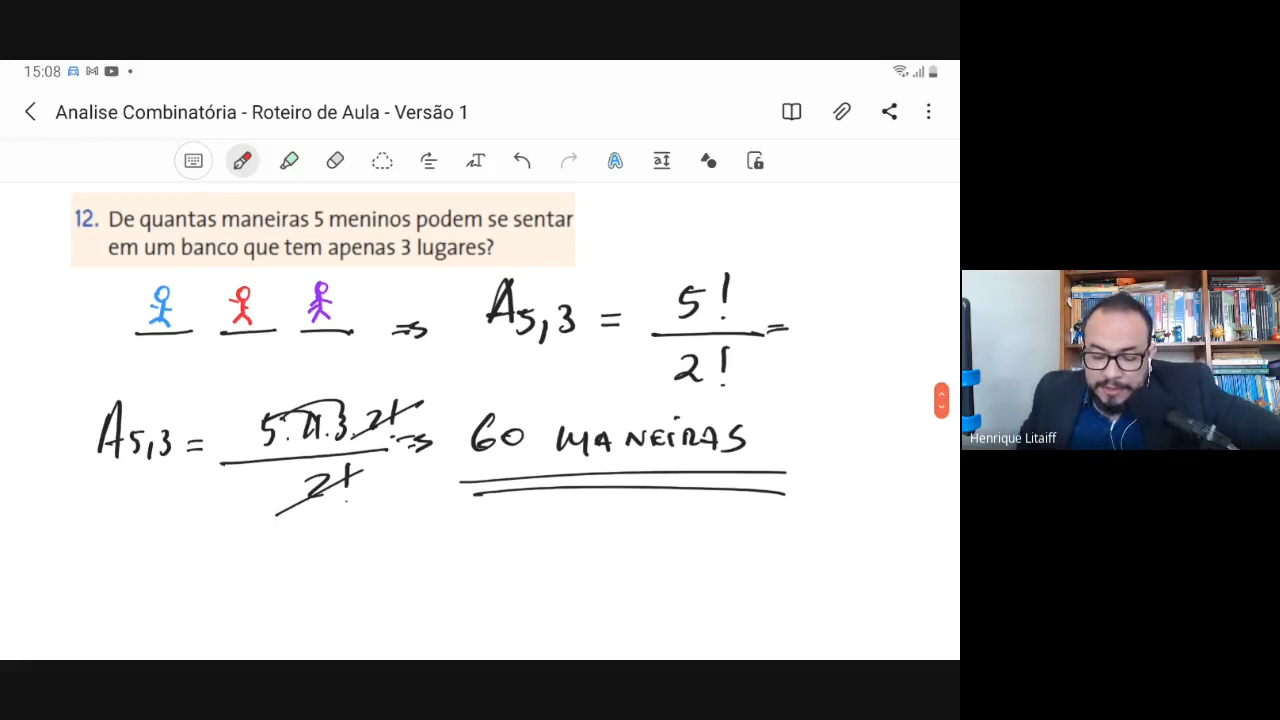 15:08
Analise Combinatória - Roteiro de Aula - Versão 1
12. De quantas maneiras 5 meninos podem se sentar
em um banco que tem apenas 3 lugares?
⇒ A5,3 = 5!/2! =
A5,3 = 5.4.3.2!/2! ⇒ 60 MANEIRAS
Henrique Litaiff